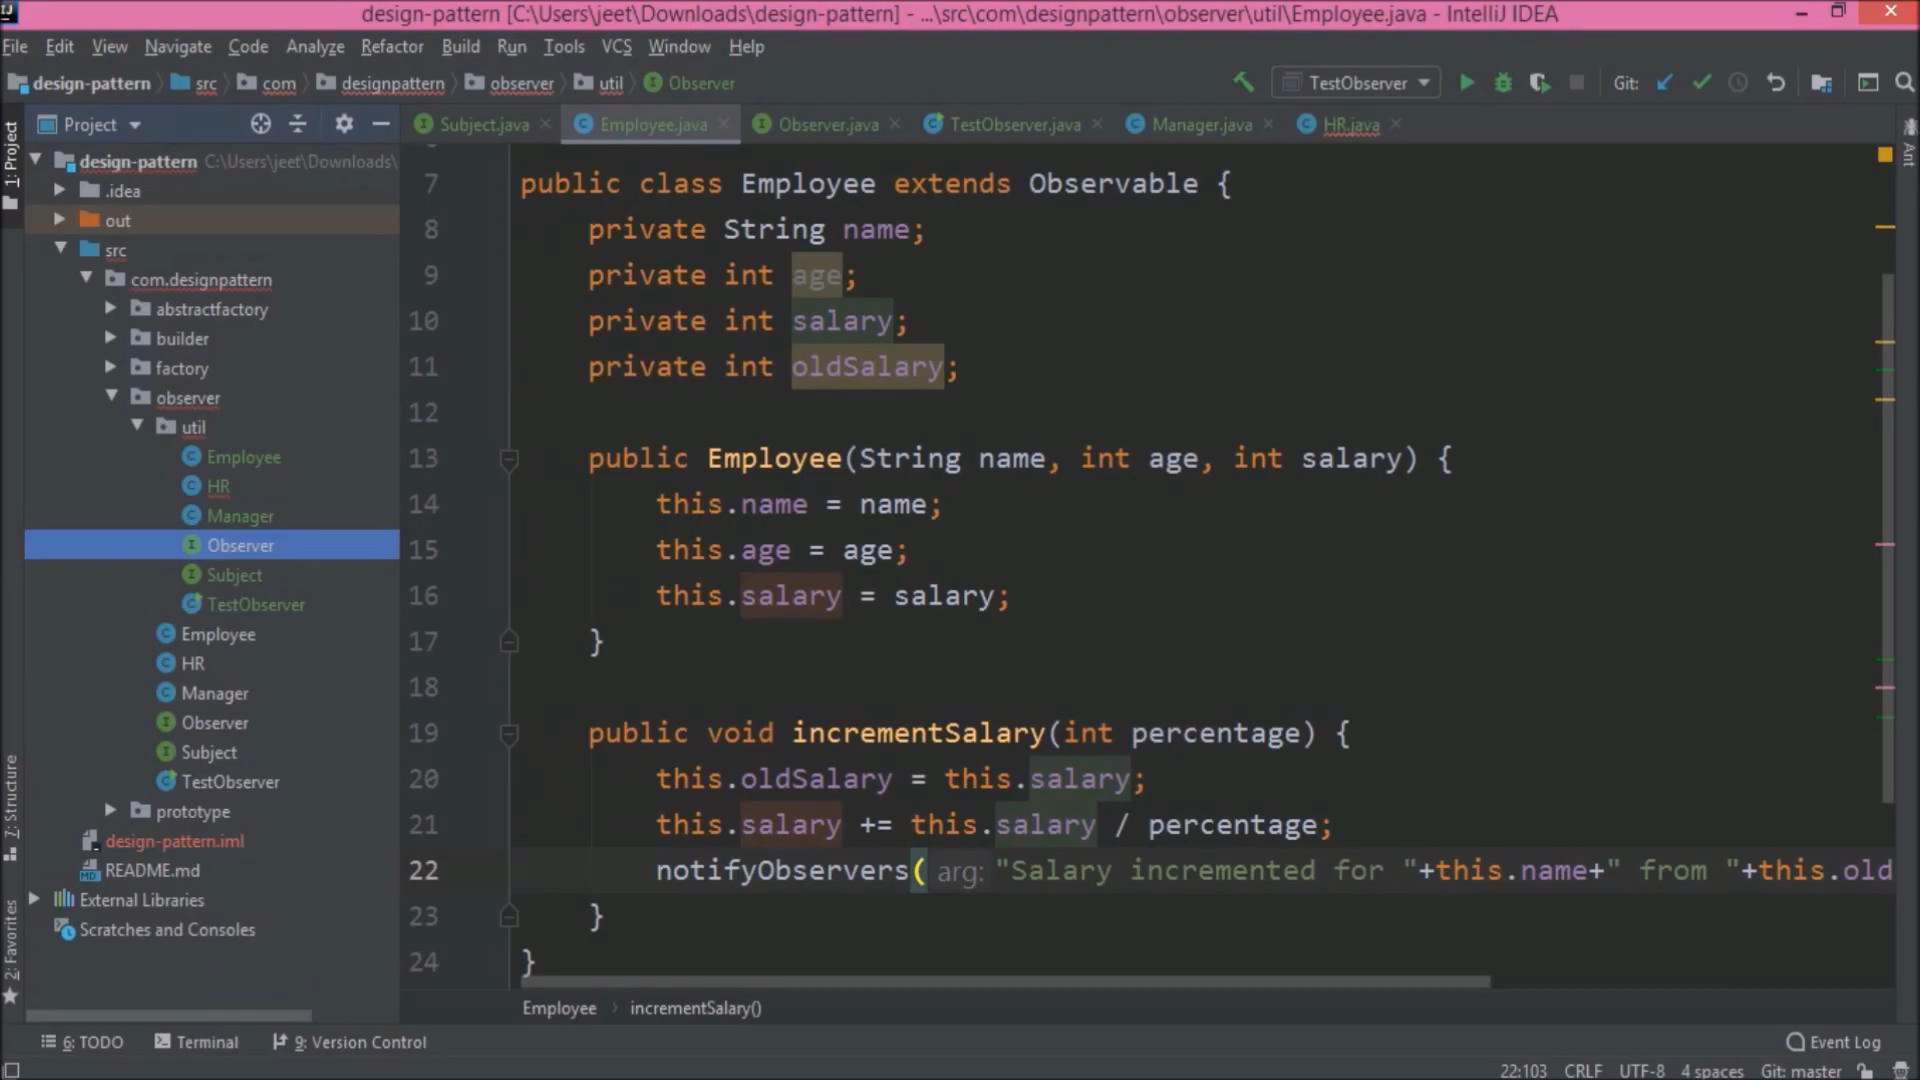 design-pattern [C:\Users\jeet\Downloads\design-pattern] - ...\src\com\designpattern\observer\util\Employee.java - IntelliJ IDEA
File Edit View Navigate Code Analyze Refactor Build Run Tools VCS Window Help
design-pattern src com designpattern observer util Observer TestObserver Git:
Project
Subject.java Employee.java Observer.java TestObserver.java Manager.java HR.java
1: Project
Ant
design-pattern C:\Users\jeet\Downloads\
.idea
out
src
com.designpattern
abstractfactory
builder
factory
observer
util
Employee
HR
Manager
Observer
Subject
TestObserver
Employee
HR
Manager
Observer
Subject
TestObserver
prototype
design-pattern.iml
README.md
External Libraries
Scratches and Consoles
7: Structure
2: Favorites
7 public class Employee extends Observable {
8 private String name;
9 private int age;
10 private int salary;
11 private int oldSalary;
12
13 public Employee(String name, int age, int salary) {
14 this.name = name;
15 this.age = age;
16 this.salary = salary;
17 }
18
19 public void incrementSalary(int percentage) {
20 this.oldSalary = this.salary;
21 this.salary += this.salary / percentage;
22 notifyObservers( arg: "Salary incremented for "+this.name+" from "+this.old
23 }
24 }
Employee incrementSalary()
6: TODO Terminal 9: Version Control Event Log
22:103 CRLF UTF-8 4 spaces Git: master